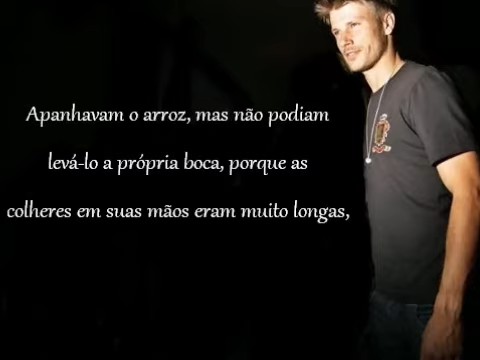 Apanhavam o arroz, mas não podiam
levá-lo a própria boca, porque as
colheres em suas mãos eram muito longas,